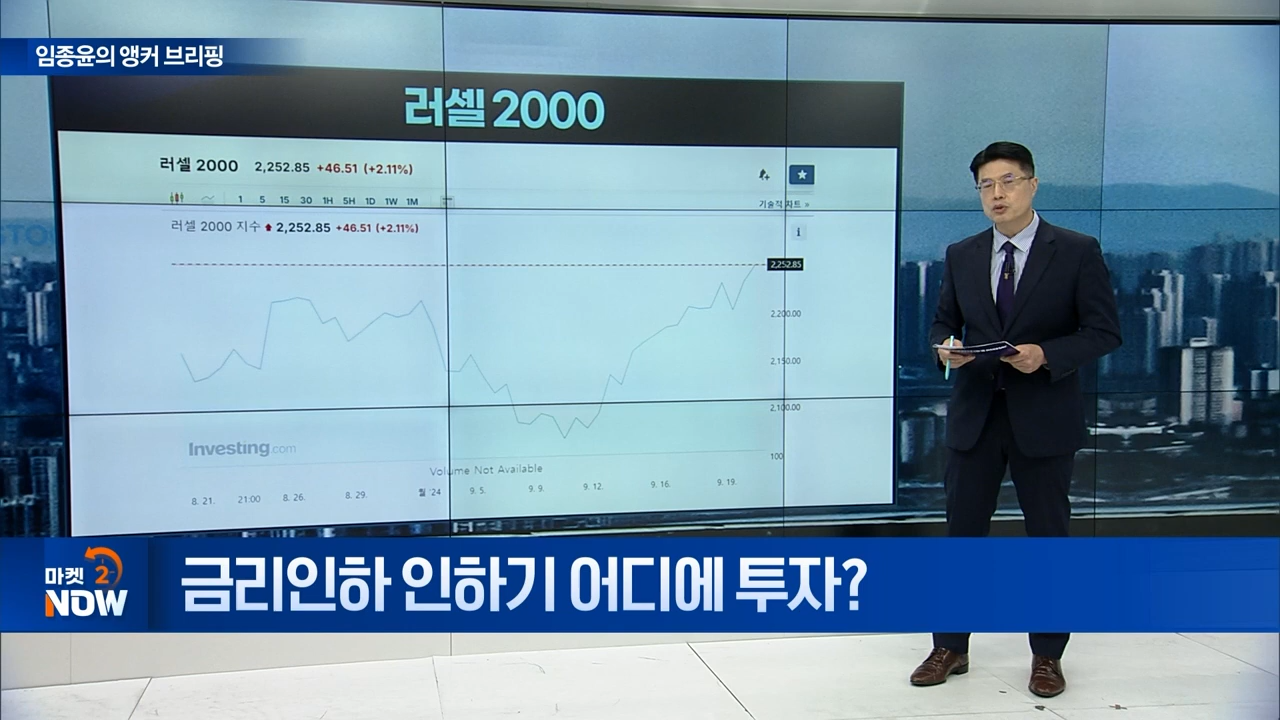 임종윤의 앵커 브리핑
러셀 2000
러셀 2000 2,252.85 +46.51 (+2.11%)
1 5 15 30 1H 5H 1D 1W 1M
기술적 차트 »
러셀 2000 지수 2,252.85 +46.51 (+2.11%)
i
2,252.85
2,200.00
2,150.00
2,100.00
100
Investing.com
Volume Not Available
8. 21. 21:00 8. 26. 8. 29. 월 '24 9. 5. 9. 9. 9. 12. 9. 16. 9. 19.
마켓 2
NOW
금리인하 인하기 어디에 투자?